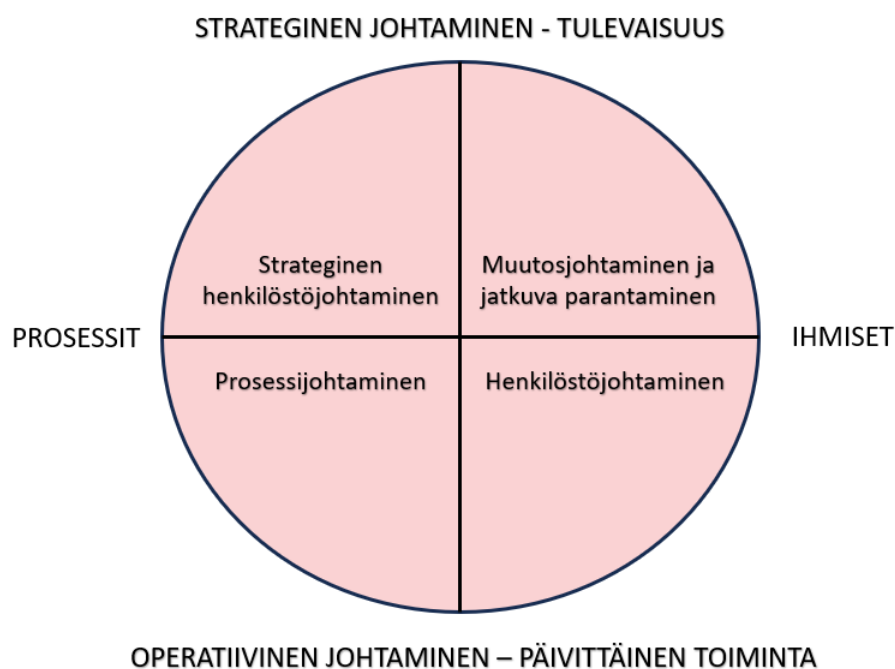 STRATEGINEN JOHTAMINEN - TULEVAISUUS
Strateginen
henkilöstöjohtaminen
Muutosjohtaminen ja
jatkuva parantaminen
PROSESSIT
IHMISET
Prosessijohtaminen
Henkilöstöjohtaminen
OPERATIIVINEN JOHTAMINEN – PÄIVITTÄINEN TOIMINTA